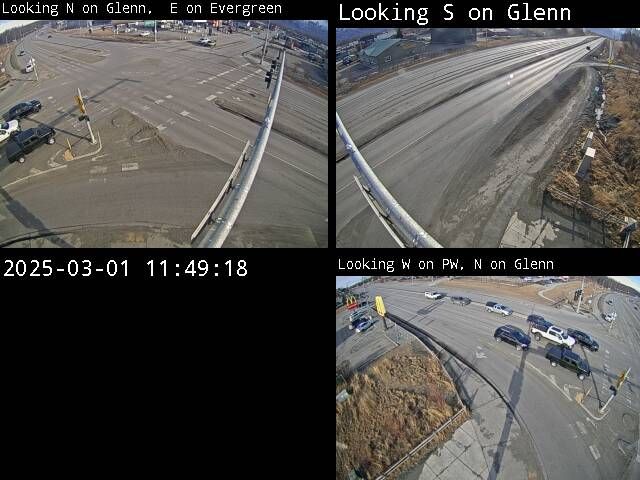 Looking N on Glenn,  E on Evergreen
Looking S on Glenn
2025-03-01 11:49:18
Looking W on PW, N on Glenn